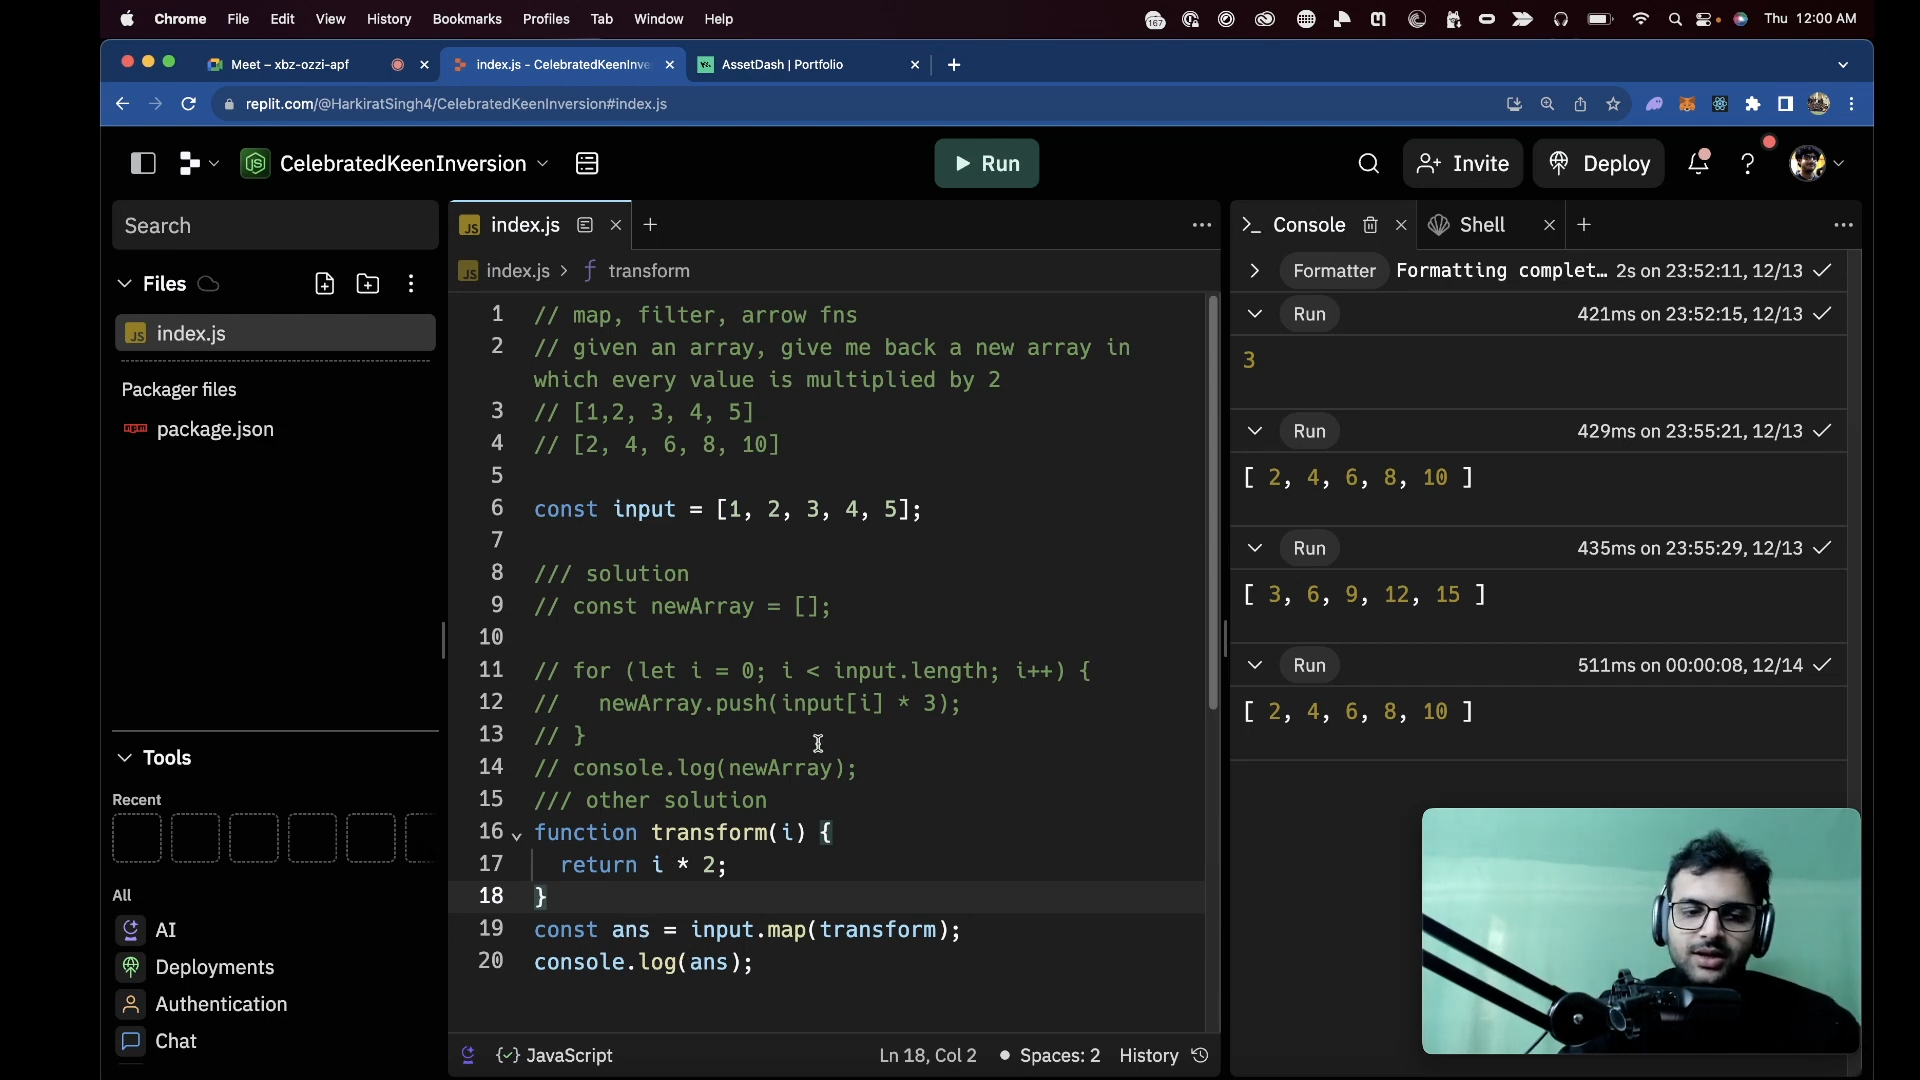 Chrome File Edit View History Bookmarks Profiles Tab Window Help
167
Thu 12:00 AM
Meet – xbz-ozzi-apf
index.js - CelebratedKeenInve
AssetDash | Portfolio
replit.com/@HarkiratSingh4/CelebratedKeenInversion#index.js
CelebratedKeenInversion
Run
Invite
Deploy
Search
Files
index.js
Packager files
package.json
Tools
Recent
All
AI
Deployments
Authentication
Chat
JS index.js
JS index.js > transform
1 // map, filter, arrow fns
2 // given an array, give me back a new array in
which every value is multiplied by 2
3 // [1,2, 3, 4, 5]
4 // [2, 4, 6, 8, 10]
5
6 const input = [1, 2, 3, 4, 5];
7
8 /// solution
9 // const newArray = [];
10
11 // for (let i = 0; i < input.length; i++) {
12 //   newArray.push(input[i] * 3);
13 // }
14 // console.log(newArray);
15 /// other solution
16 function transform(i) {
17   return i * 2;
18 }
19 const ans = input.map(transform);
20 console.log(ans);
JavaScript
Ln 18, Col 2
Spaces: 2
History
Console
Shell
Formatter Formatting complet... 2s on 23:52:11, 12/13
Run 421ms on 23:52:15, 12/13
3
Run 429ms on 23:55:21, 12/13
[ 2, 4, 6, 8, 10 ]
Run 435ms on 23:55:29, 12/13
[ 3, 6, 9, 12, 15 ]
Run 511ms on 00:00:08, 12/14
[ 2, 4, 6, 8, 10 ]